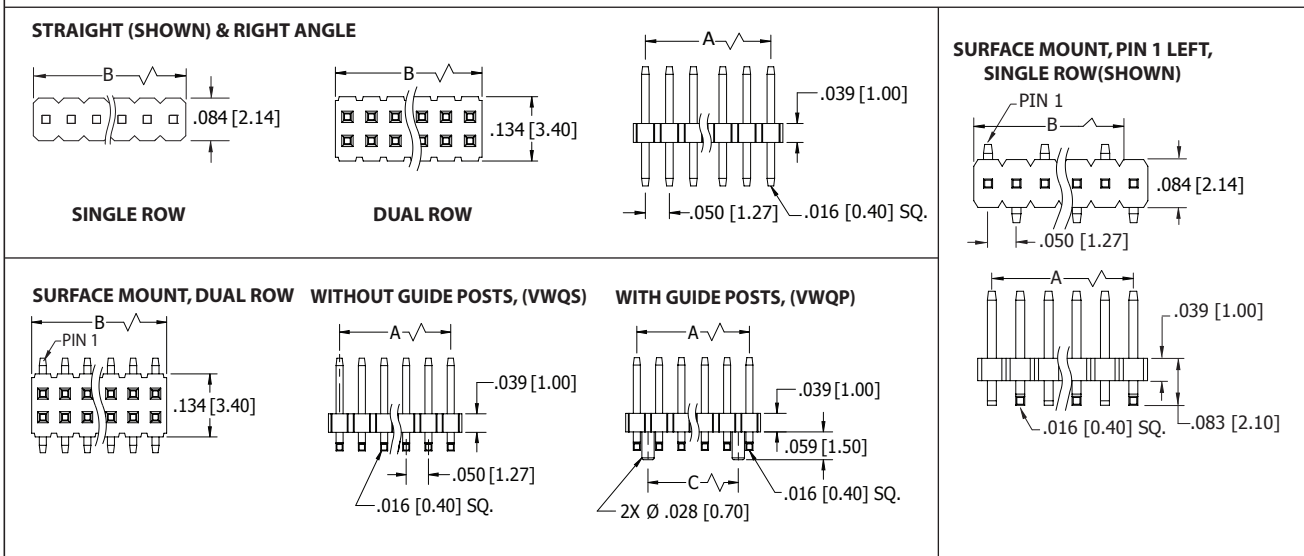 STRAIGHT (SHOWN) & RIGHT ANGLE
B
.084 [2.14]
SINGLE ROW
B
.134 [3.40]
DUAL ROW
A
.039 [1.00]
.050 [1.27]
.016 [0.40] SQ.
SURFACE MOUNT, DUAL ROW
B
PIN 1
.134 [3.40]
WITHOUT GUIDE POSTS, (VWQS)
A
.039 [1.00]
.050 [1.27]
.016 [0.40] SQ.
WITH GUIDE POSTS, (VWQP)
A
.039 [1.00]
.059 [1.50]
C
.016 [0.40] SQ.
2X Ø .028 [0.70]
SURFACE MOUNT, PIN 1 LEFT,
SINGLE ROW(SHOWN)
PIN 1
B
.084 [2.14]
.050 [1.27]
A
.039 [1.00]
.016 [0.40] SQ.
.083 [2.10]